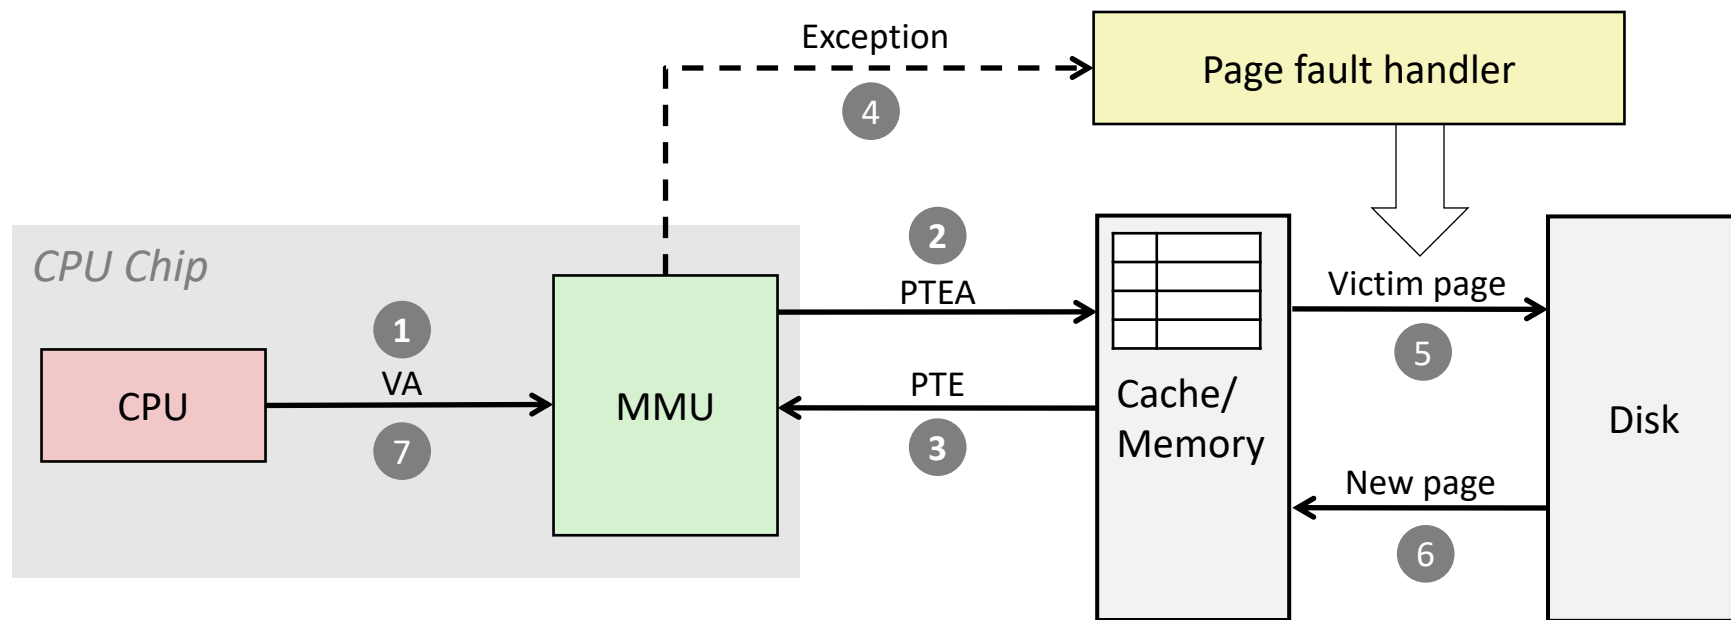 Exception
4
Page fault handler
CPU Chip
2
PTEA
Victim page
5
1
VA
7
CPU
MMU
PTE
3
Cache/
Memory
Disk
New page
6